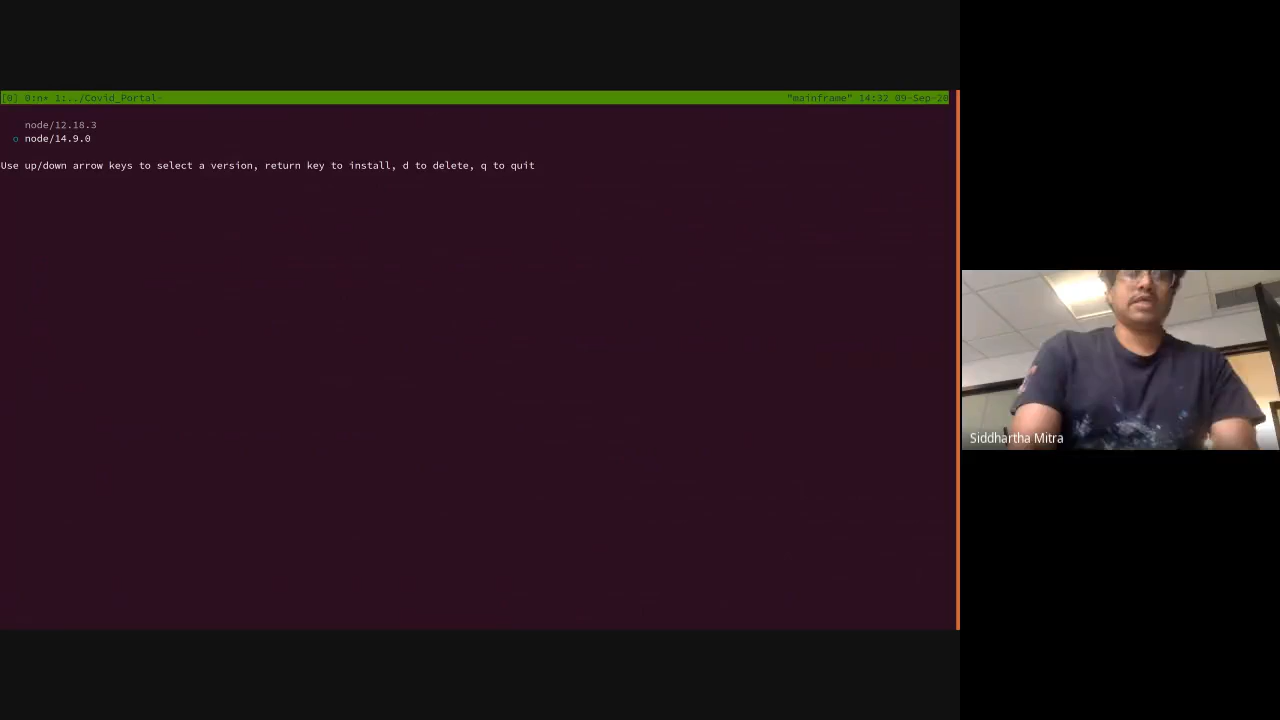 [0] 0:n* 1:../Covid_Portal- "mainframe" 14:32 09-Sep-20
node/12.18.3
o node/14.9.0
Use up/down arrow keys to select a version, return key to install, d to delete, q to quit
Siddhartha Mitra